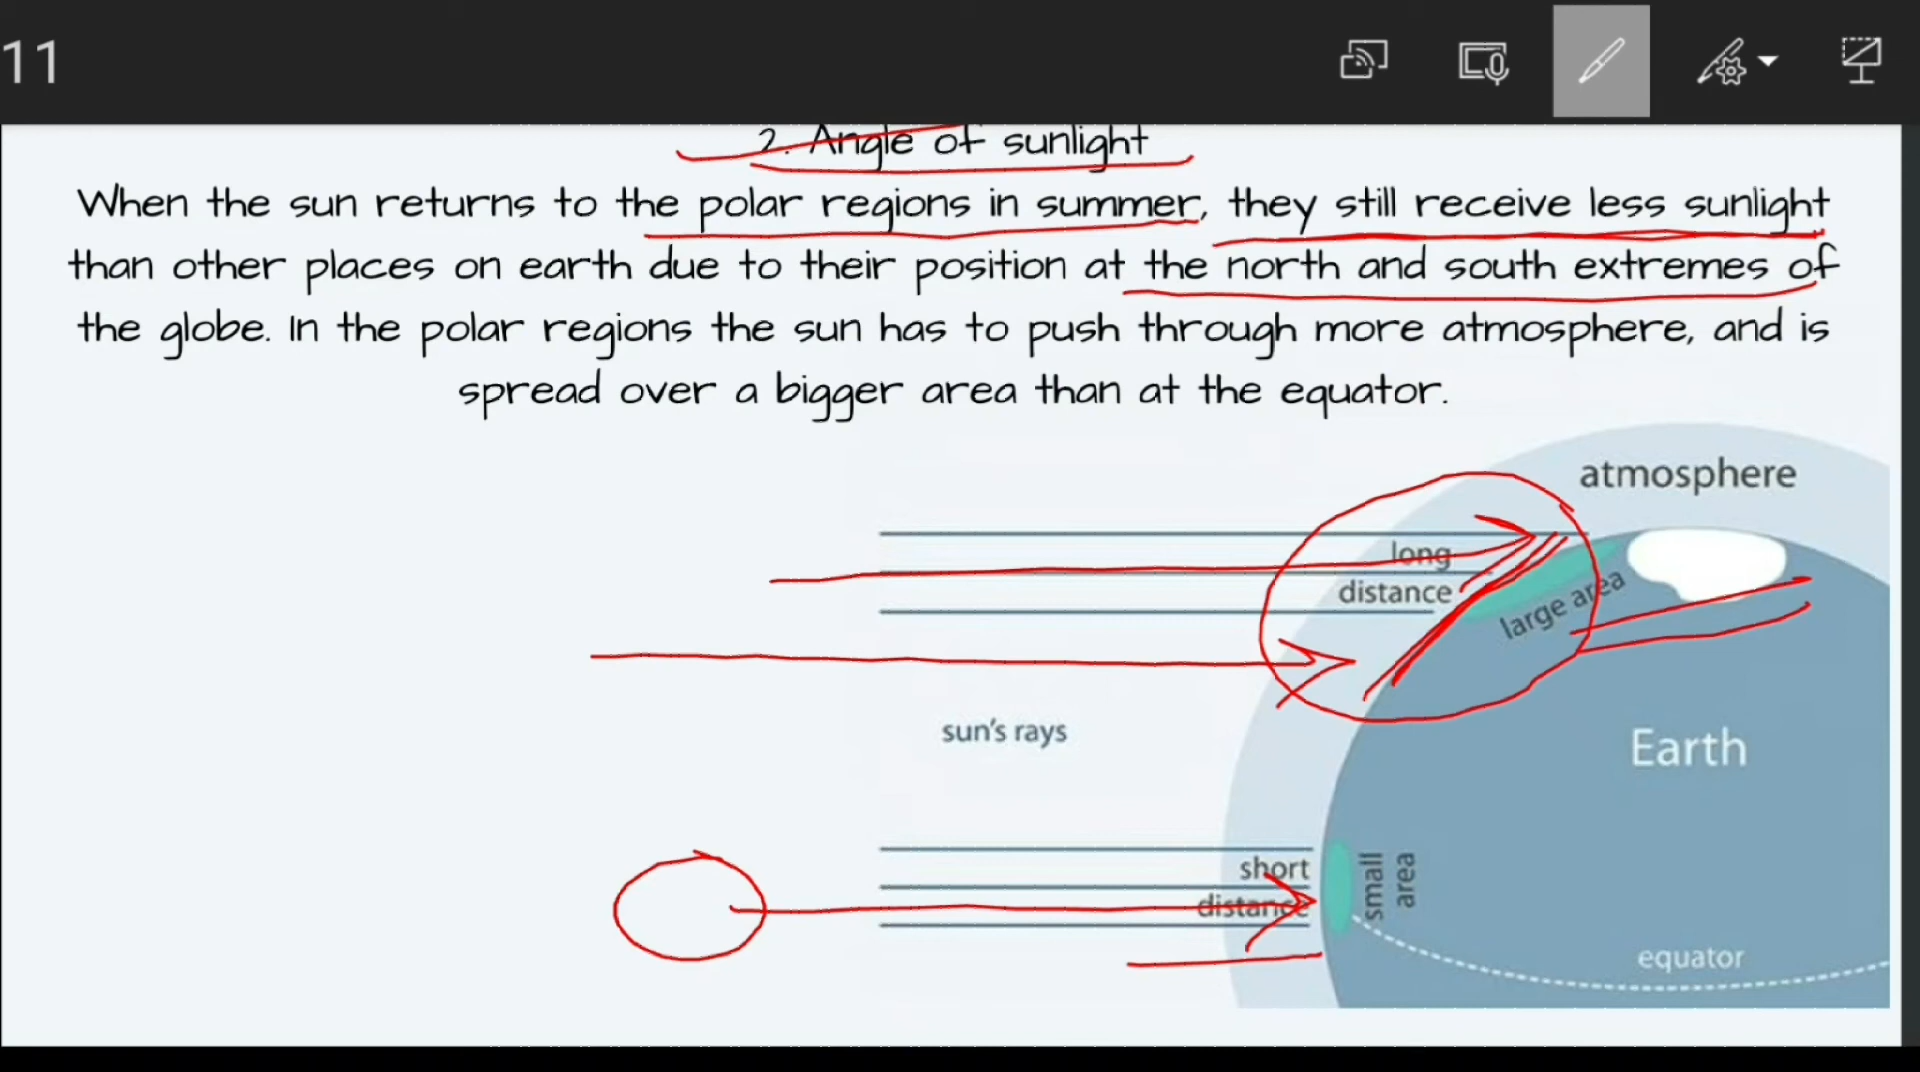 11
2. Angle of sunlight
When the sun returns to the polar regions in summer, they still receive less sunlight
than other places on earth due to their position at the north and south extremes of
the globe. In the polar regions the sun has to push through more atmosphere, and is
spread over a bigger area than at the equator.
atmosphere
long
distance
large area
sun's rays
Earth
short
distance
small
area
equator